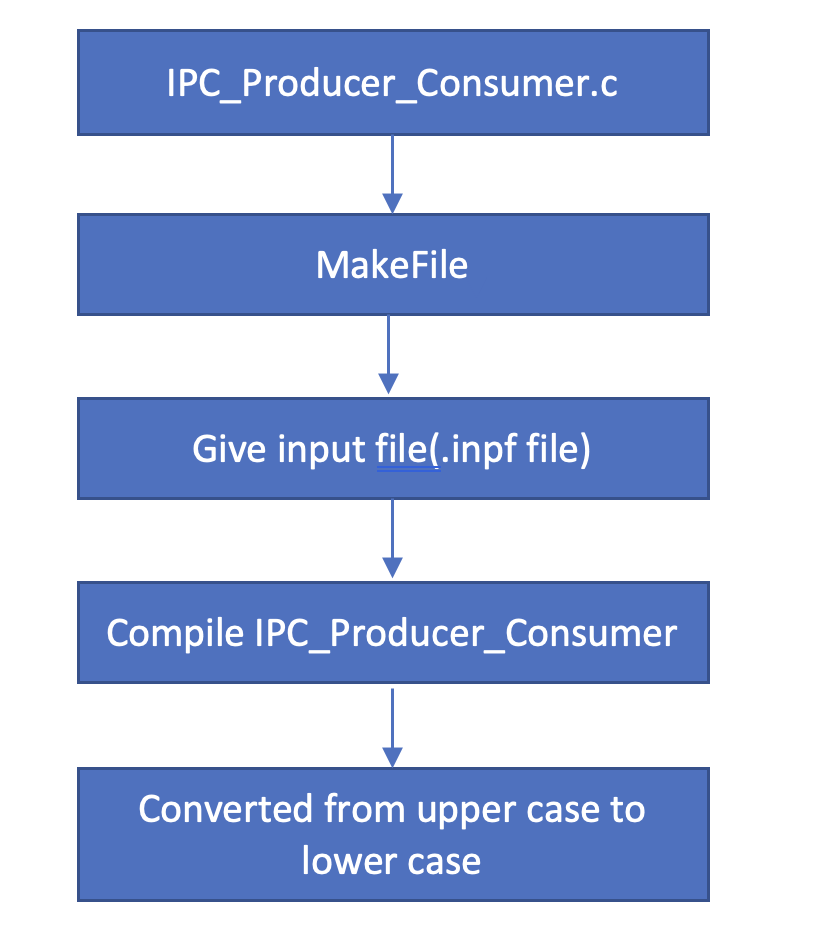 IPC_Producer_Consumer.c
MakeFile
Give input file(.inpf file)
Compile IPC_Producer_Consumer
Converted from upper case to
lower case